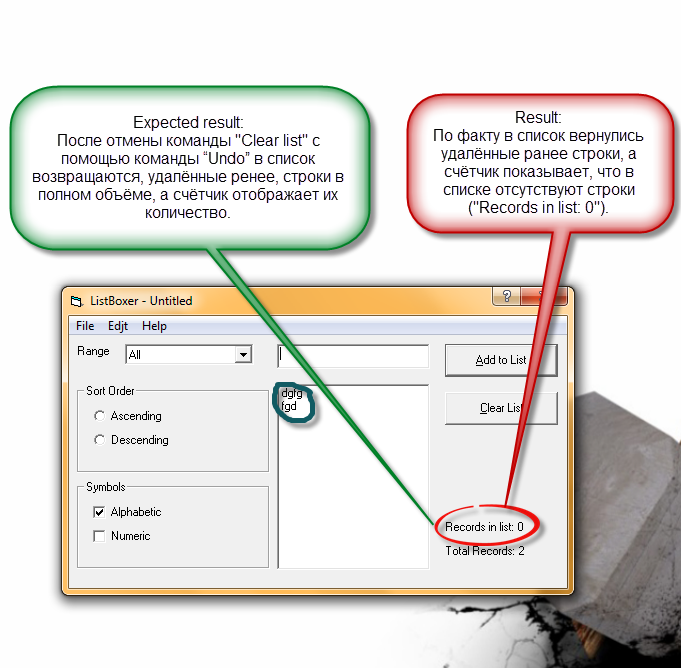 Expected result:
После отмены команды "Clear list" с
помощью команды “Undo” в список
возвращаются, удалённые ренее, строки в
полном объёме, а счётчик отображает их
количество.
Result:
По факту в список вернулись
удалённые ранее строки, а
счётчик показывает, что в
списке отсутствуют строки
("Records in list: 0").
ListBoxer - Untitled
?
File Edjt Help
Range
All
Add to List
Sort Order
dgfg
fgd
Ascending
Clear List
Descending
Symbols
Alphabetic
Numeric
Records in list: 0
Total Records: 2